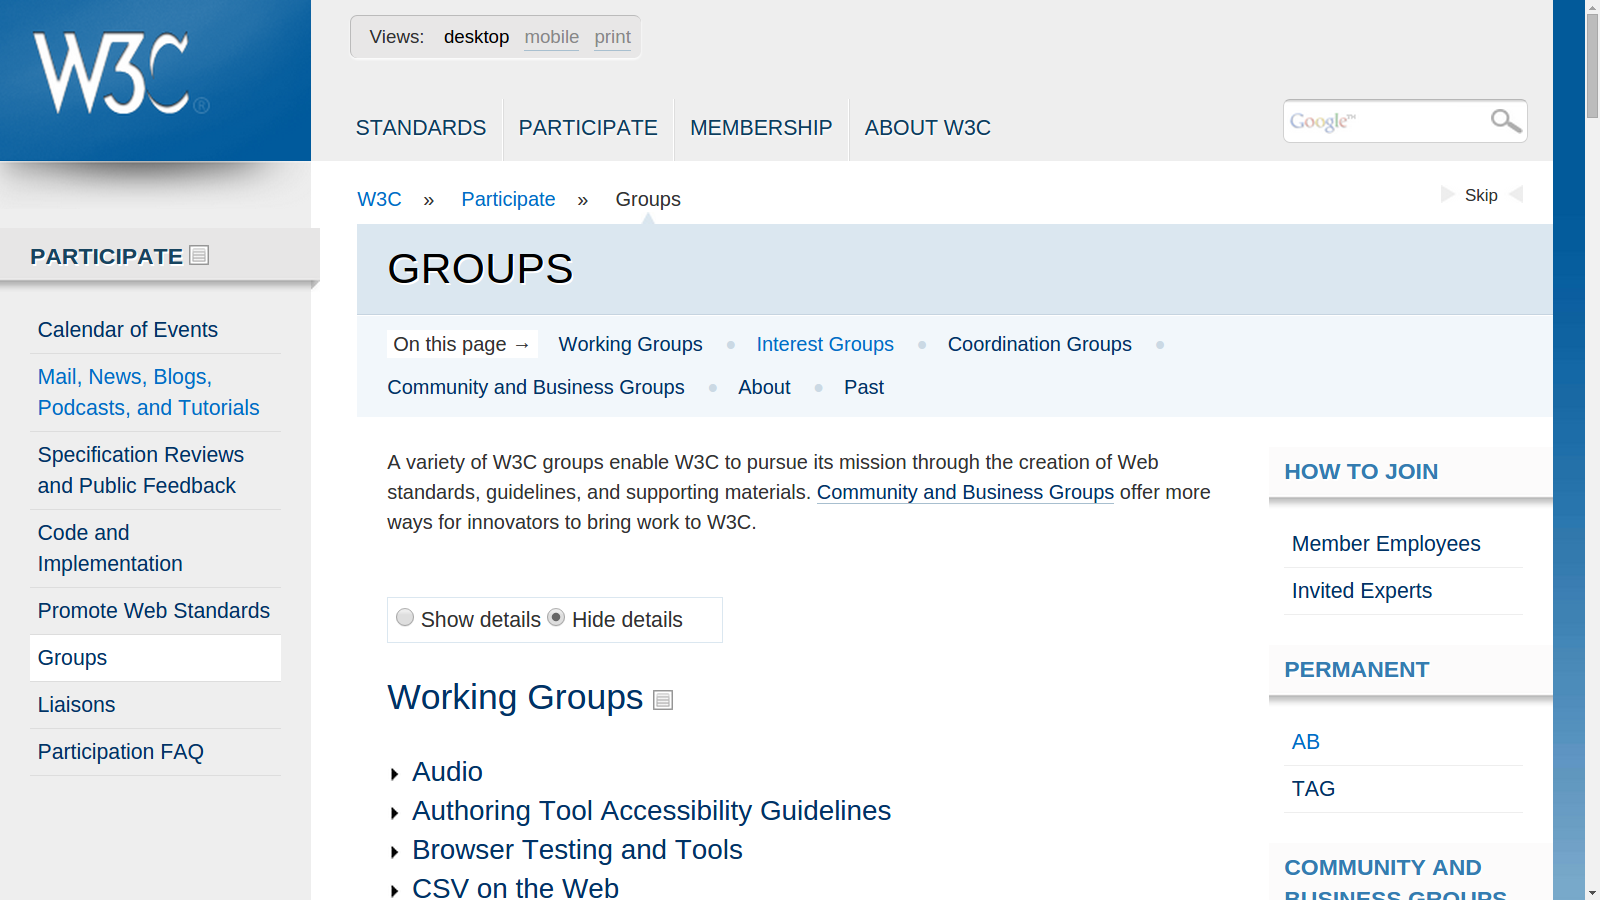 W3C®
Views: desktop mobile print
STANDARDS PARTICIPATE MEMBERSHIP ABOUT W3C
Google™
W3C » Participate » Groups
Skip
PARTICIPATE
Calendar of Events
Mail, News, Blogs,
Podcasts, and Tutorials
Specification Reviews
and Public Feedback
Code and
Implementation
Promote Web Standards
Groups
Liaisons
Participation FAQ
GROUPS
On this page → Working Groups • Interest Groups • Coordination Groups •
Community and Business Groups • About • Past
A variety of W3C groups enable W3C to pursue its mission through the creation of Web
standards, guidelines, and supporting materials. Community and Business Groups offer more
ways for innovators to bring work to W3C.
Show details Hide details
Working Groups
Audio
Authoring Tool Accessibility Guidelines
Browser Testing and Tools
CSV on the Web
HOW TO JOIN
Member Employees
Invited Experts
PERMANENT
AB
TAG
COMMUNITY AND
BUSINESS GROUPS